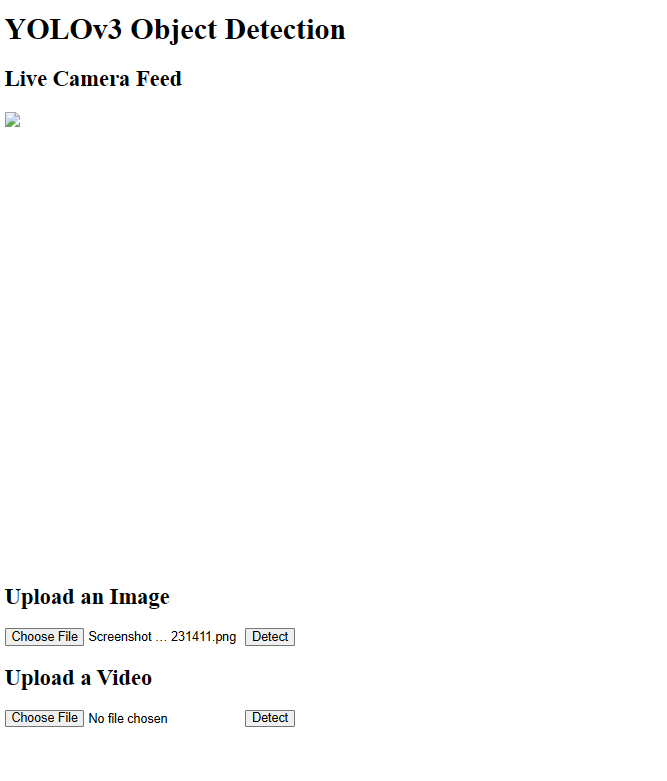 YOLOv3 Object Detection
Live Camera Feed
Upload an Image
Choose File Screenshot ... 231411.png Detect
Upload a Video
Choose File No file chosen Detect